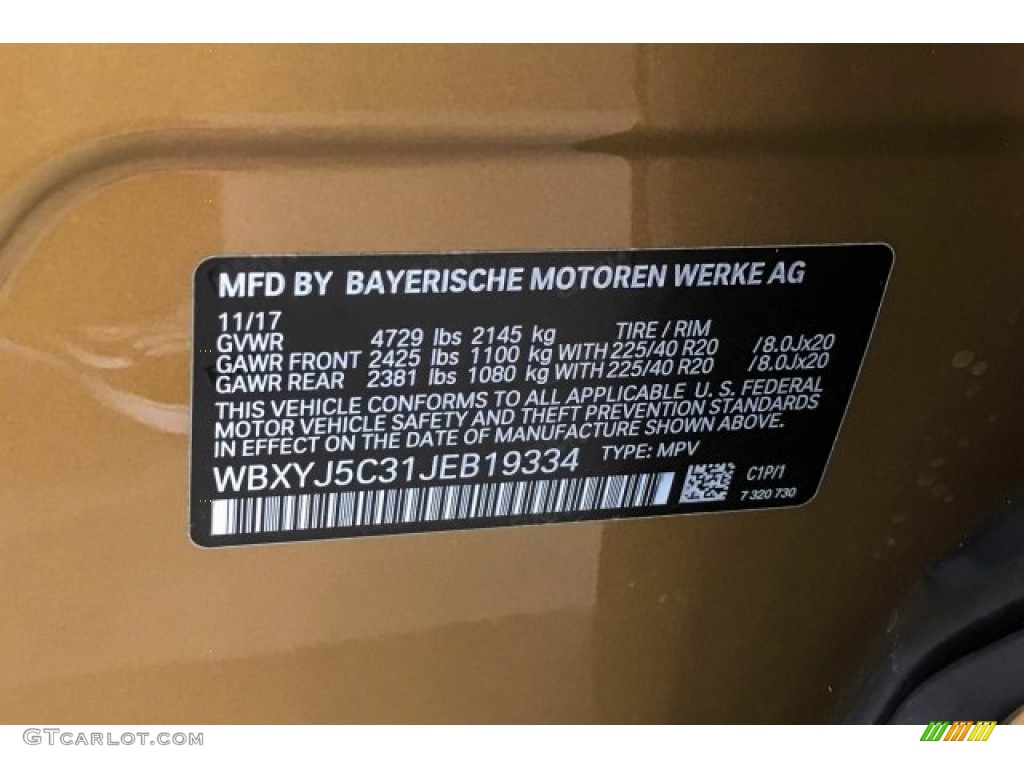 MFD BY BAYERISCHE MOTOREN WERKE AG
11/17 TIRE / RIM
GVWR 4729 lbs 2145 kg
GAWR FRONT 2425 lbs 1100 kg WITH 225/40 R20 /8.0Jx20
GAWR REAR 2381 lbs 1080 kg WITH 225/40 R20 /8.0Jx20
THIS VEHICLE CONFORMS TO ALL APPLICABLE U. S. FEDERAL
MOTOR VEHICLE SAFETY AND THEFT PREVENTION STANDARDS
IN EFFECT ON THE DATE OF MANUFACTURE SHOWN ABOVE.
WBXYJ5C31JEB19334 TYPE: MPV
C1P/1
7 320 730
GTCarlot.com